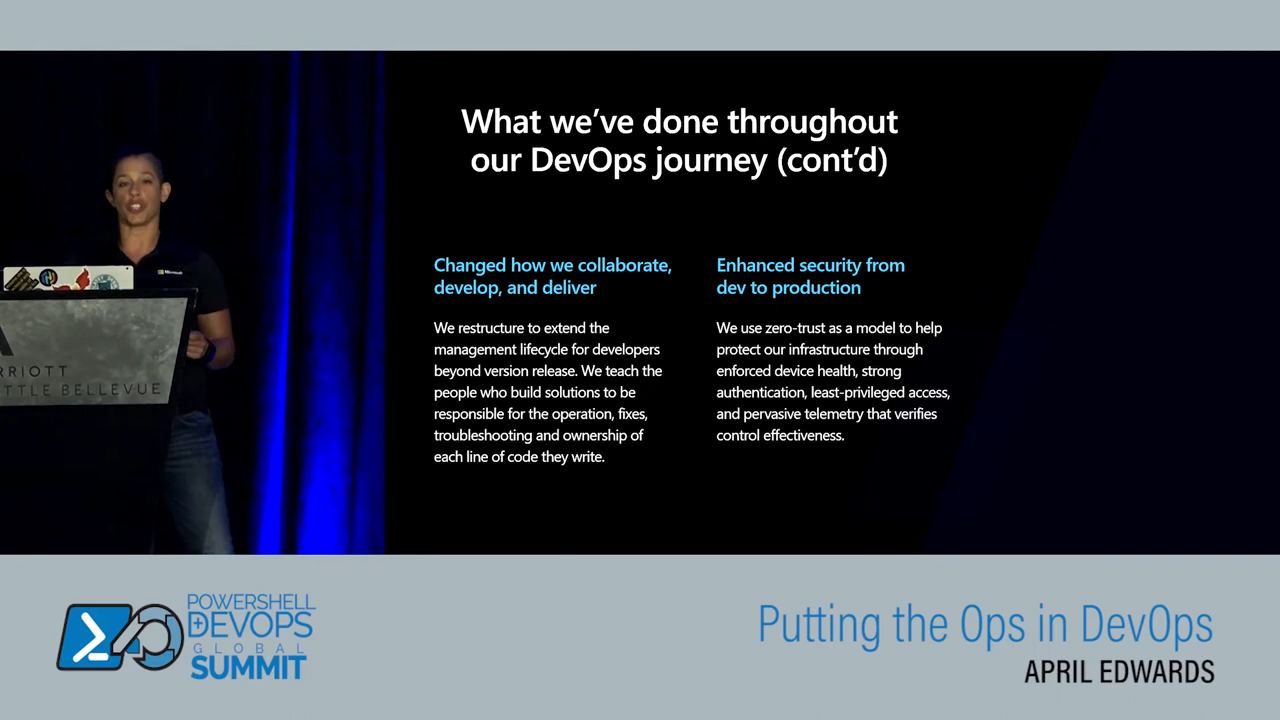 What we've done throughout
our DevOps journey (cont'd)
Changed how we collaborate,
develop, and deliver
We restructure to extend the
management lifecycle for developers
beyond version release. We teach the
people who build solutions to be
responsible for the operation, fixes,
troubleshooting and ownership of
each line of code they write.
Enhanced security from
dev to production
We use zero-trust as a model to help
protect our infrastructure through
enforced device health, strong
authentication, least-privileged access,
and pervasive telemetry that verifies
control effectiveness.
Microsoft
RRIOTT
TTLE BELLEVUE
POWERSHELL
+ DEVOPS
GLOBAL
SUMMIT
Putting the Ops in DevOps
APRIL EDWARDS